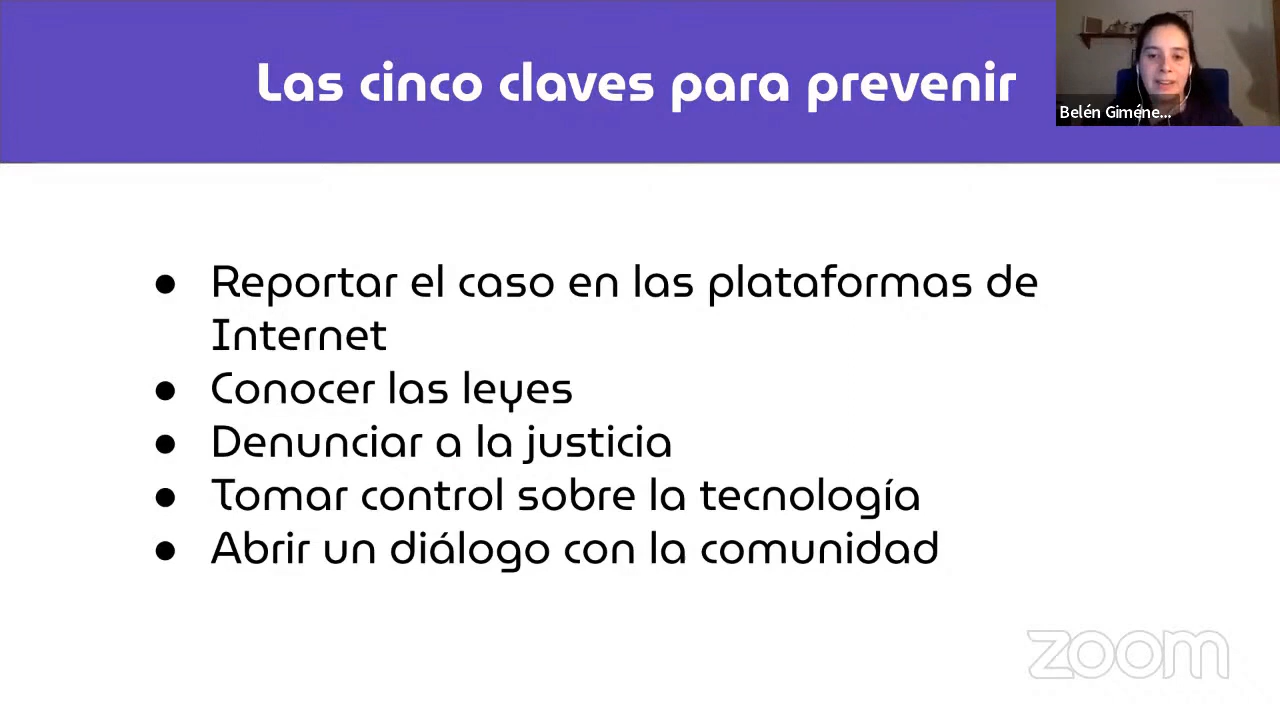 Las cinco claves para prevenir
Belén Giméne...
● Reportar el caso en las plataformas de
Internet
● Conocer las leyes
● Denunciar a la justicia
● Tomar control sobre la tecnología
● Abrir un diálogo con la comunidad
zoom